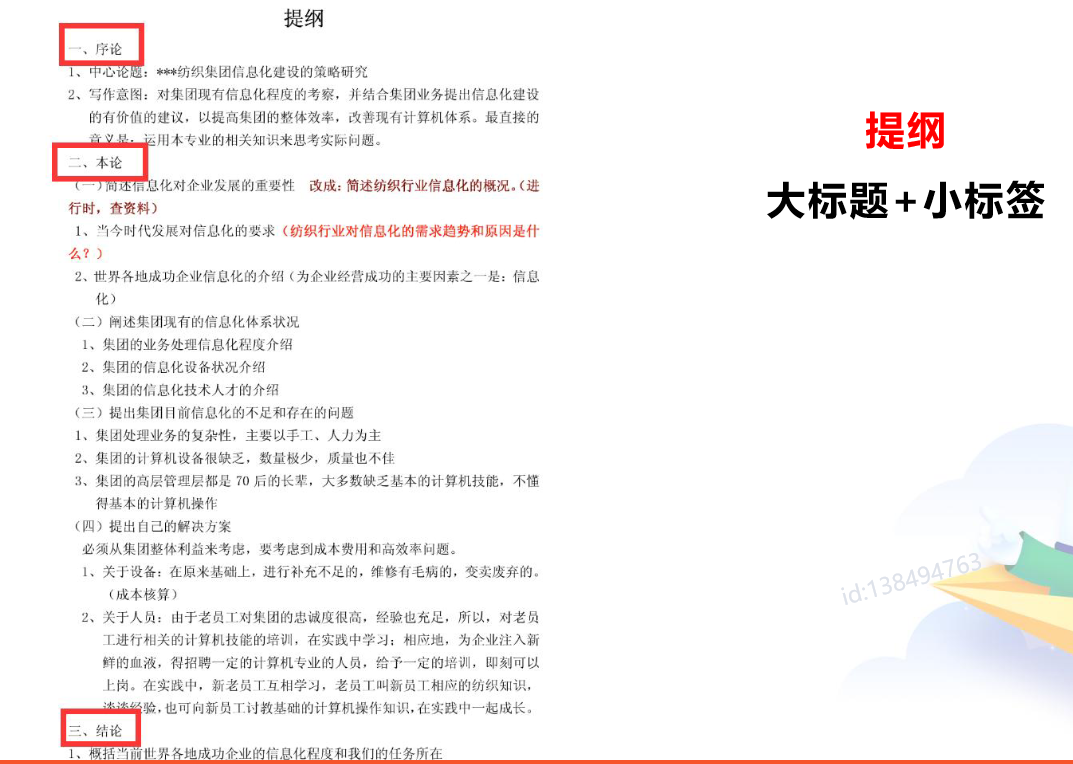 提纲
一、序论
1、中心论题：***纺织集团信息化建设的策略研究
2、写作意图：对集团现有信息化程度的考察，并结合集团业务提出信息化建设
的有价值的建议，以提高集团的整体效率，改善现有计算机体系。最直接的
意义是：运用本专业的相关知识来思考实际问题。
二、本论
（一）简述信息化对企业发展的重要性 改成：简述纺织行业信息化的概况。（进
行时，查资料）
1、当今时代发展对信息化的要求（纺织行业对信息化的需求趋势和原因是什
么？）
2、世界各地成功企业信息化的介绍（为企业经营成功的主要因素之一是：信息
化）
（二）阐述集团现有的信息化体系状况
1、集团的业务处理信息化程度介绍
2、集团的信息化设备状况介绍
3、集团的信息化技术人才的介绍
（三）提出集团目前信息化的不足和存在的问题
1、集团处理业务的复杂性，主要以手工、人力为主
2、集团的计算机设备很缺乏，数量极少，质量也不佳
3、集团的高层管理层都是 70 后的长辈，大多数缺乏基本的计算机技能，不懂
得基本的计算机操作
（四）提出自己的解决方案
必须从集团整体利益来考虑，要考虑到成本费用和高效率问题。
1、关于设备：在原来基础上，进行补充不足的，维修有毛病的，变卖废弃的。
（成本核算）
2、关于人员：由于老员工对集团的忠诚度很高，经验也充足，所以，对老员
工进行相关的计算机技能的培训，在实践中学习；相应地，为企业注入新
鲜的血液，得招聘一定的计算机专业的人员，给予一定的培训，即刻可以
上岗。在实践中，新老员工互相学习，老员工叫新员工相应的纺织知识，
谈谈经验，也可向新员工讨教基础的计算机操作知识，在实践中一起成长。
三、结论
1、概括当前世界各地成功企业的信息化程度和我们的任务所在
提纲
大标题+小标签
id:138494763